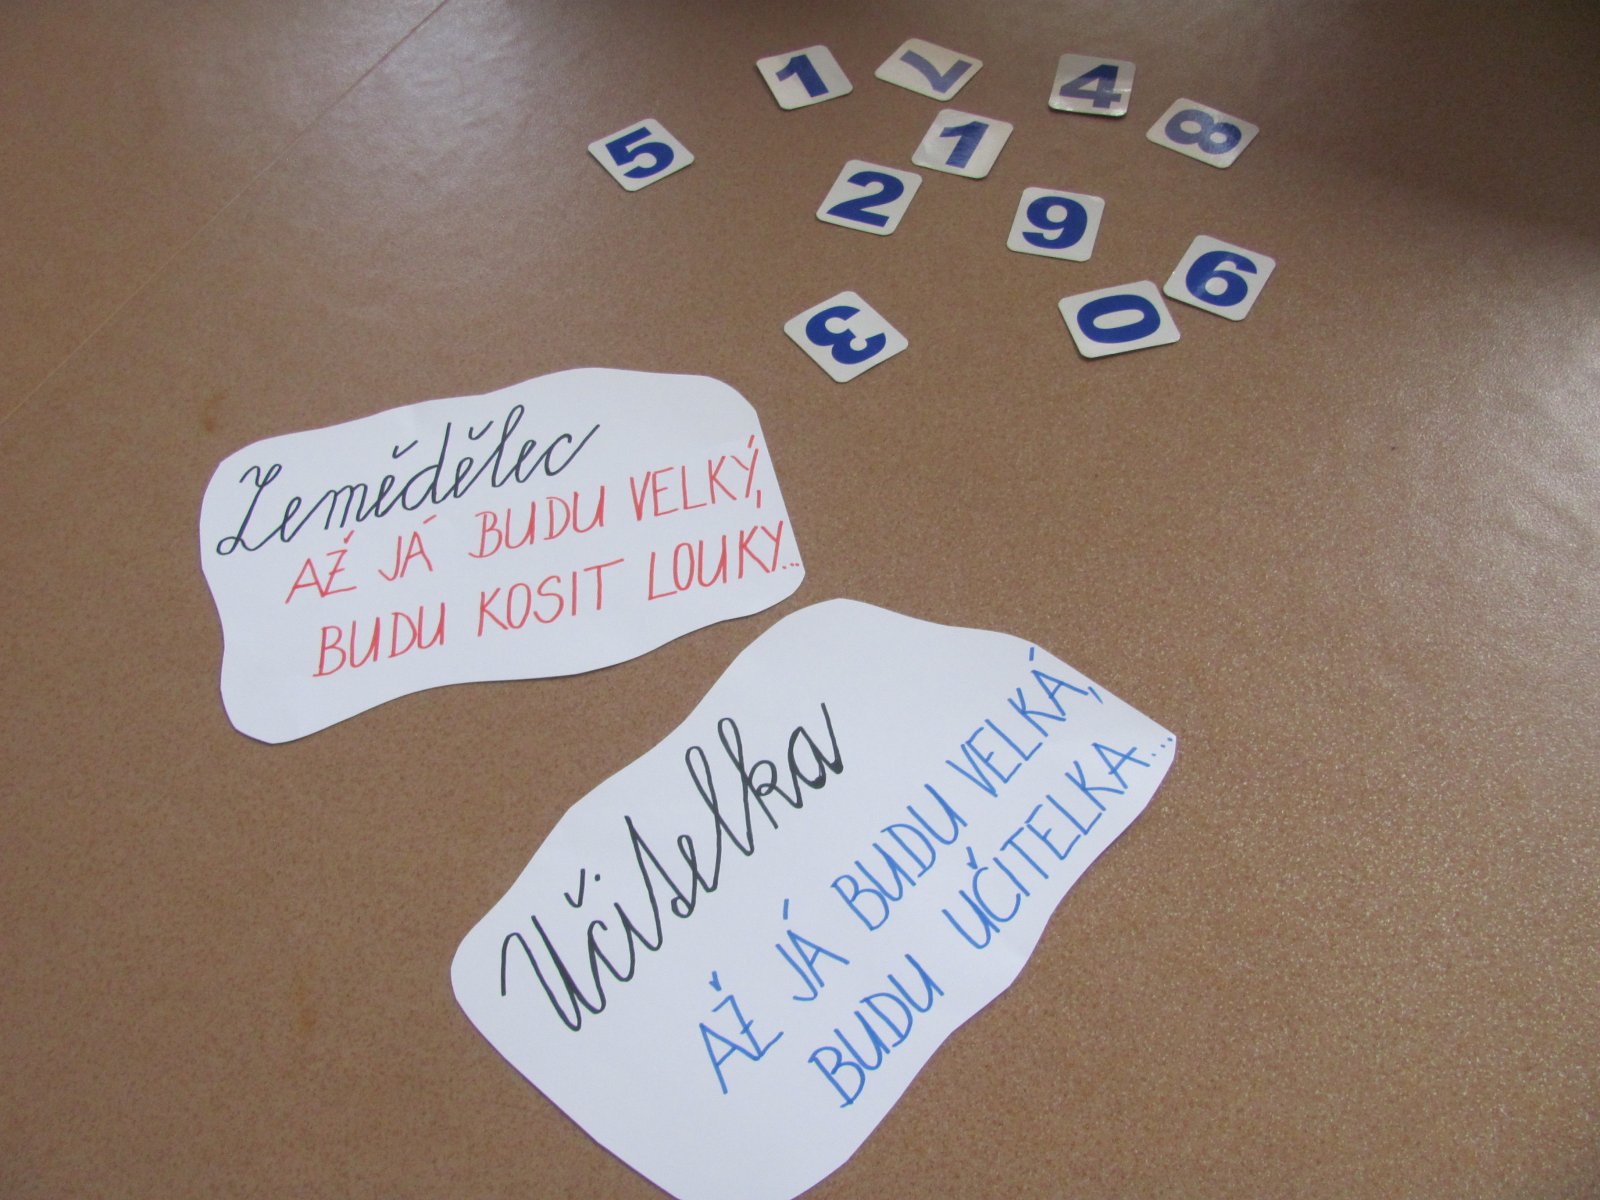 1 7 4
8
5 1
2 9
6
3 0
Zemědělec
AŽ JÁ BUDU VELKÝ,
BUDU KOSIT LOUKY...
Učitelka
AŽ JÁ BUDU VELKÁ,
BUDU UČITELKA...